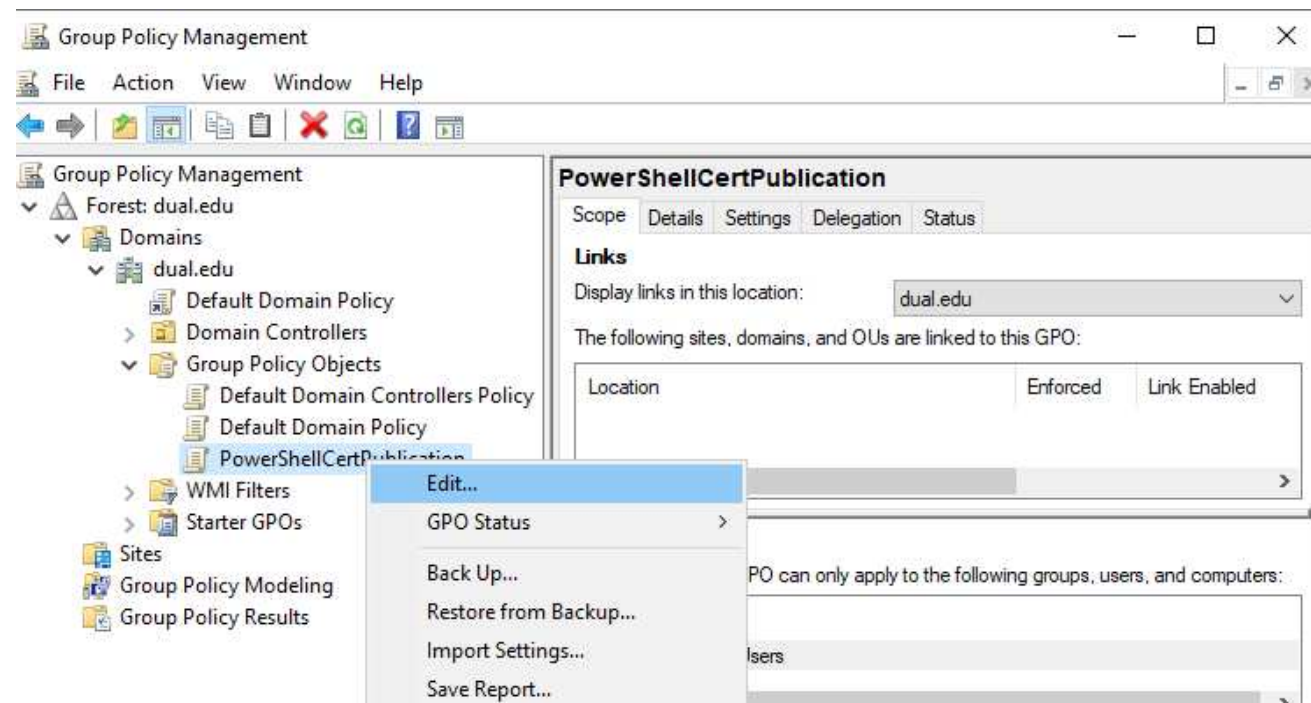 Group Policy Management
File Action View Window Help
Group Policy Management
Forest: dual.edu
Domains
dual.edu
Default Domain Policy
Domain Controllers
Group Policy Objects
Default Domain Controllers Policy
Default Domain Policy
PowerShellCertPublication
WMI Filters
Starter GPOs
Sites
Group Policy Modeling
Group Policy Results
PowerShellCertPublication
Scope Details Settings Delegation Status
Links
Display links in this location: dual.edu
The following sites, domains, and OUs are linked to this GPO:
Location Enforced Link Enabled
Edit...
GPO Status
Back Up...
Restore from Backup...
Import Settings...
Save Report...
PO can only apply to the following groups, users, and computers: